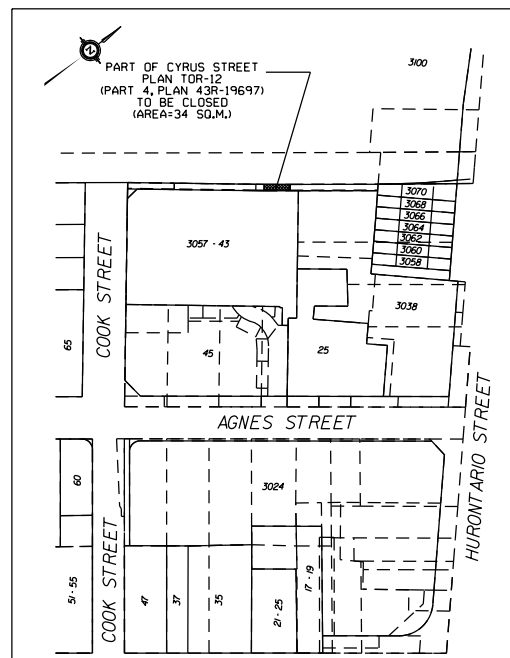 N
3100
PART OF CYRUS STREET
PLAN TOR-12
(PART 4, PLAN 43R-19697)
TO BE CLOSED
(AREA=34 SQ.M.)
3070
3068
3066
3064
3062
3060
3058
3057 - 43
COOK STREET
3038
65
45
25
AGNES STREET
HURONTARIO STREET
60
3024
51 - 55
COOK STREET
47
37
35
21 - 25
17 - 19